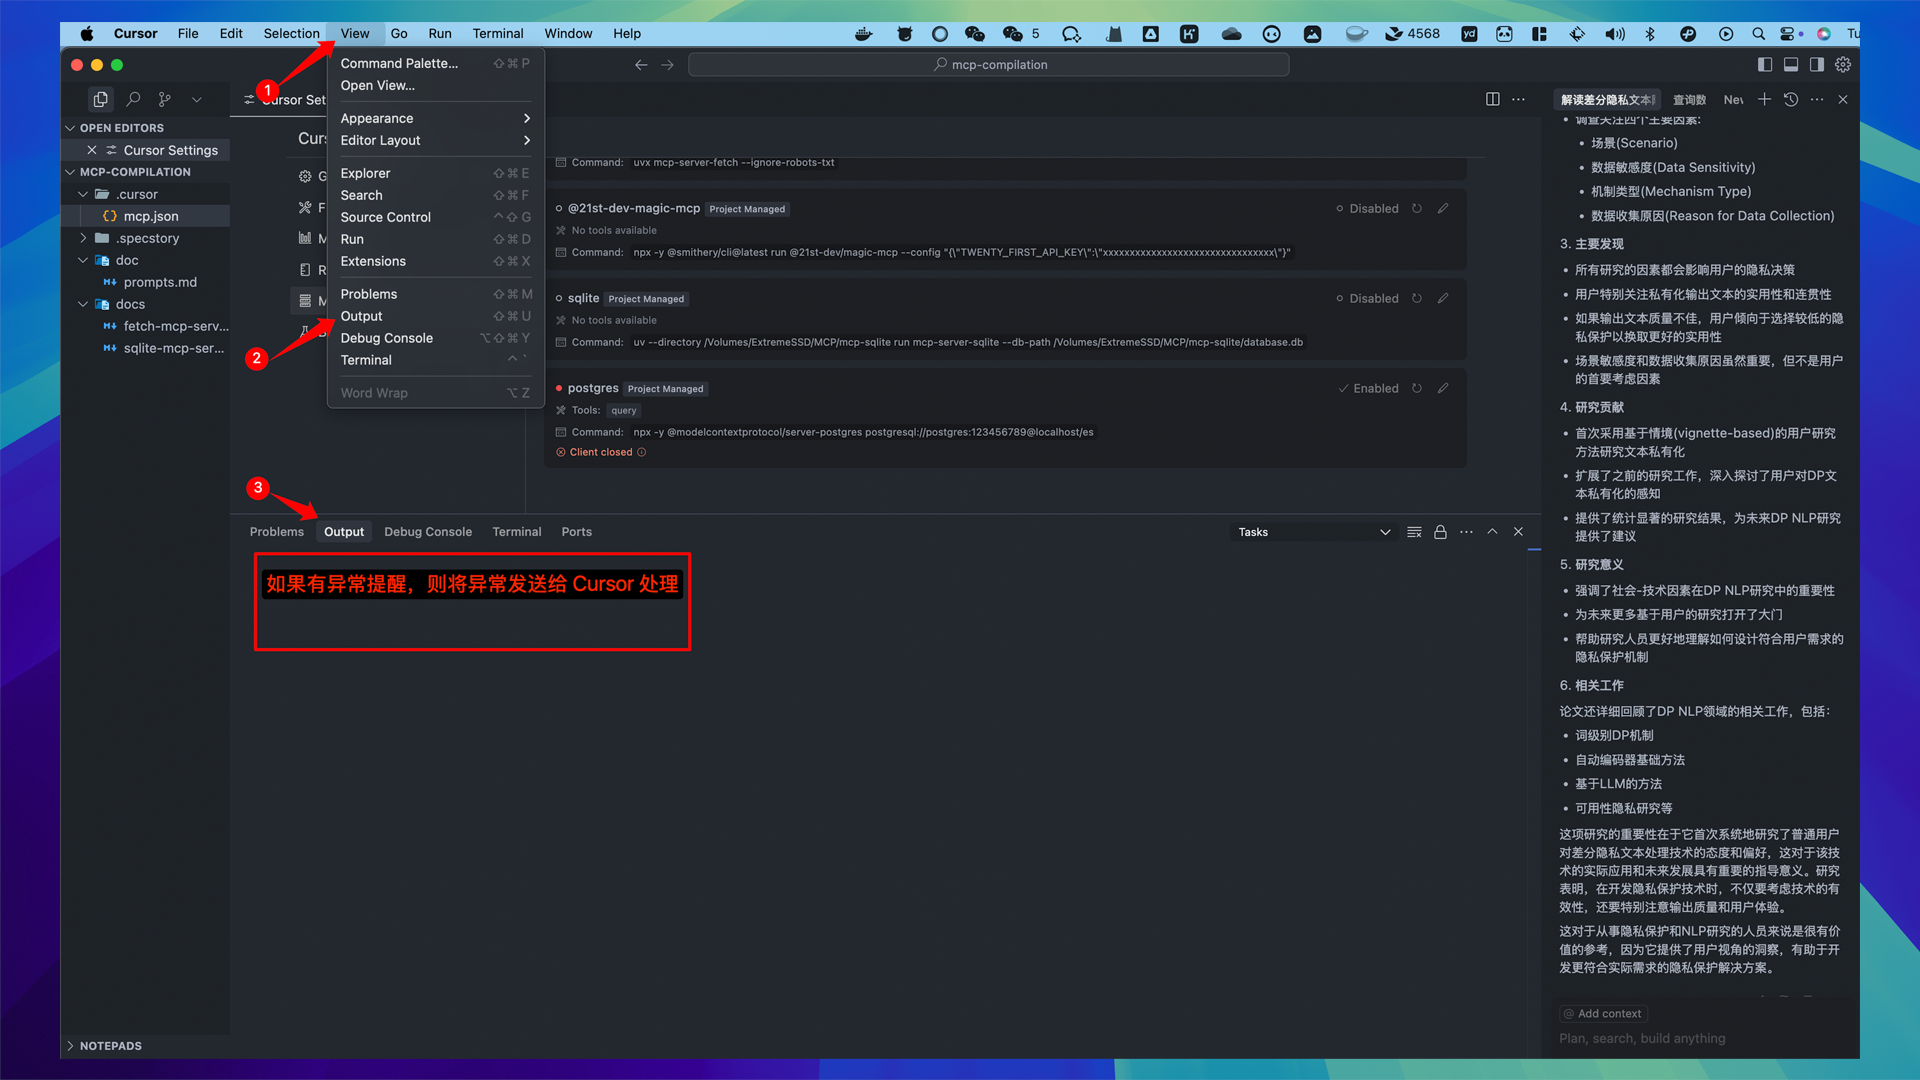 Cursor File Edit Selection View Go Run Terminal Window Help 5 4568 yd Tu
mcp-compilation
1
Command Palette... ⇧⌘P
Open View...
Appearance
Editor Layout
Explorer ⇧⌘E
Search ⇧⌘F
Source Control ^⇧G
Run ⇧⌘D
Extensions ⇧⌘X
Problems ⇧⌘M
Output ⇧⌘U
Debug Console ⌥⇧⌘Y
Terminal ^`
Word Wrap ⌥Z
2
OPEN EDITORS
Cursor Settings
MCP-COMPILATION
.cursor
{} mcp.json
.specstory
doc
prompts.md
docs
fetch-mcp-serv...
sqlite-mcp-ser...
NOTEPADS
Cursor Set
Cur
G
F
M
R
M
Command: uvx mcp-server-fetch --ignore-robots-txt
@21st-dev-magic-mcp Project Managed Disabled
No tools available
Command: npx -y @smithery/cli@latest run @21st-dev/magic-mcp --config "{\"TWENTY_FIRST_API_KEY\":\"xxxxxxxxxxxxxxxxxxxxxxxxxxxxxxxx\"}"
sqlite Project Managed Disabled
No tools available
Command: uv --directory /Volumes/ExtremeSSD/MCP/mcp-sqlite run mcp-server-sqlite --db-path /Volumes/ExtremeSSD/MCP/mcp-sqlite/database.db
postgres Project Managed Enabled
Tools: query
Command: npx -y @modelcontextprotocol/server-postgres postgresql://postgres:123456789@localhost/es
Client closed
3
Problems Output Debug Console Terminal Ports Tasks
如果有异常提醒，则将异常发送给 Cursor 处理
解读差分隐私文本 查询数 Nev
• 调查关注四个主要因素:
• 场景(Scenario)
• 数据敏感度(Data Sensitivity)
• 机制类型(Mechanism Type)
• 数据收集原因(Reason for Data Collection)
3. 主要发现
• 所有研究的因素都会影响用户的隐私决策
• 用户特别关注私有化输出文本的实用性和连贯性
• 如果输出文本质量不佳，用户倾向于选择较低的隐
私保护以换取更好的实用性
• 场景敏感度和数据收集原因虽然重要，但不是用户
的首要考虑因素
4. 研究贡献
• 首次采用基于情境(vignette-based)的用户研究
方法研究文本私有化
• 扩展了之前的研究工作，深入探讨了用户对DP文
本私有化的感知
• 提供了统计显著的研究结果，为未来DP NLP研究
提供了建议
5. 研究意义
• 强调了社会-技术因素在DP NLP研究中的重要性
• 为未来更多基于用户的研究打开了大门
• 帮助研究人员更好地理解如何设计符合用户需求的
隐私保护机制
6. 相关工作
论文还详细回顾了DP NLP领域的相关工作，包括：
• 词级别DP机制
• 自动编码器基础方法
• 基于LLM的方法
• 可用性隐私研究等
这项研究的重要性在于它首次系统地研究了普通用户
对差分隐私文本处理技术的态度和偏好，这对于该技
术的实际应用和未来发展具有重要的指导意义。研究
表明，在开发隐私保护技术时，不仅要考虑技术的有
效性，还要特别注意输出质量和用户体验。
这对于从事隐私保护和NLP研究的人员来说是很有价
值的参考，因为它提供了用户视角的洞察，有助于开
发更符合实际需求的隐私保护解决方案。
@ Add context
Plan, search, build anything